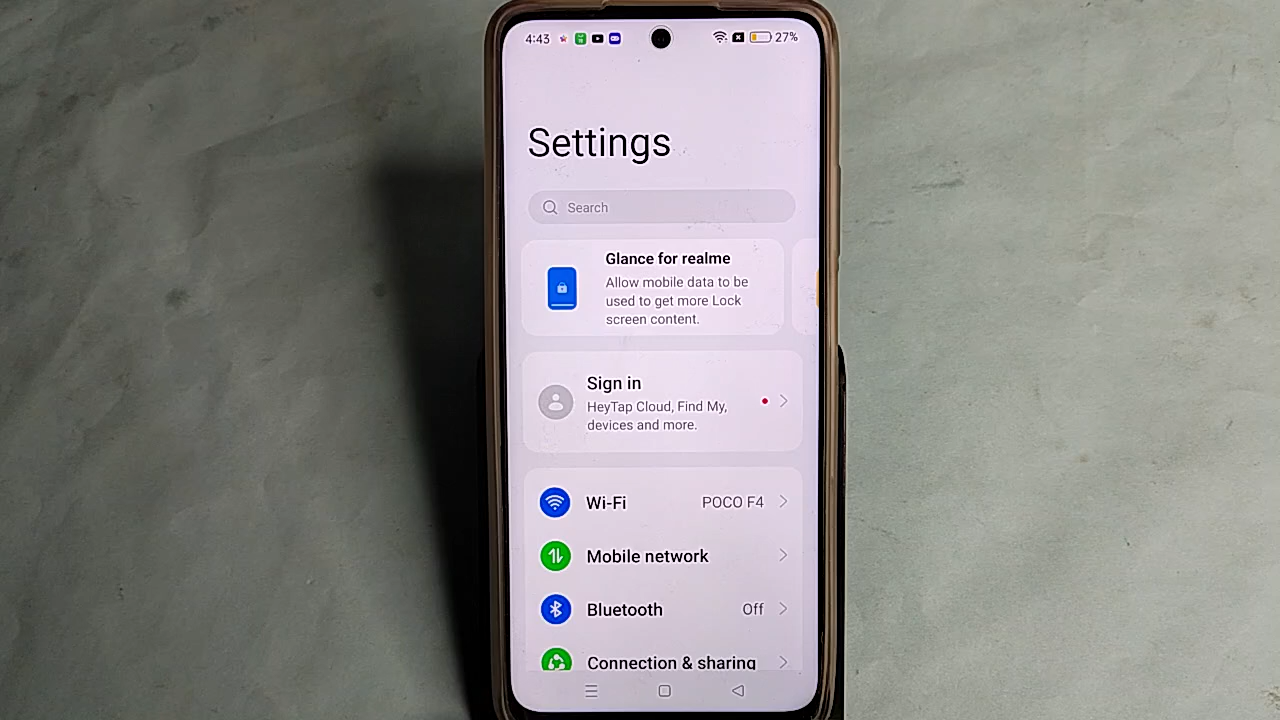 4:43
27%
Settings
Search
Glance for realme
Allow mobile data to be
used to get more Lock
screen content.
Sign in
HeyTap Cloud, Find My,
devices and more.
Wi-Fi POCO F4
Mobile network
Bluetooth Off
Connection & sharing